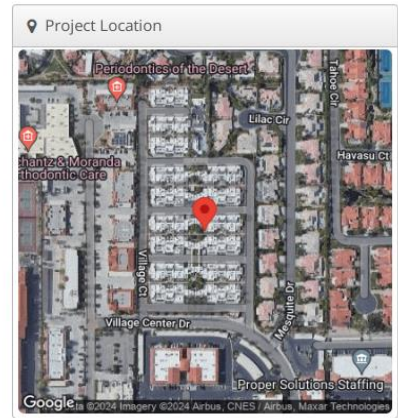 Project Location
Periodontics of the Desert
Tahoe Cir
Lilac Cir
Havasu Ct
chantz & Moranda
rthodontic Care
Village Ct
Mesquite Dr
Village Center Dr
Proper Solutions Staffing
Google
ta ©2024 Imagery ©2024 Airbus, CNES / Airbus, Maxar Technologies